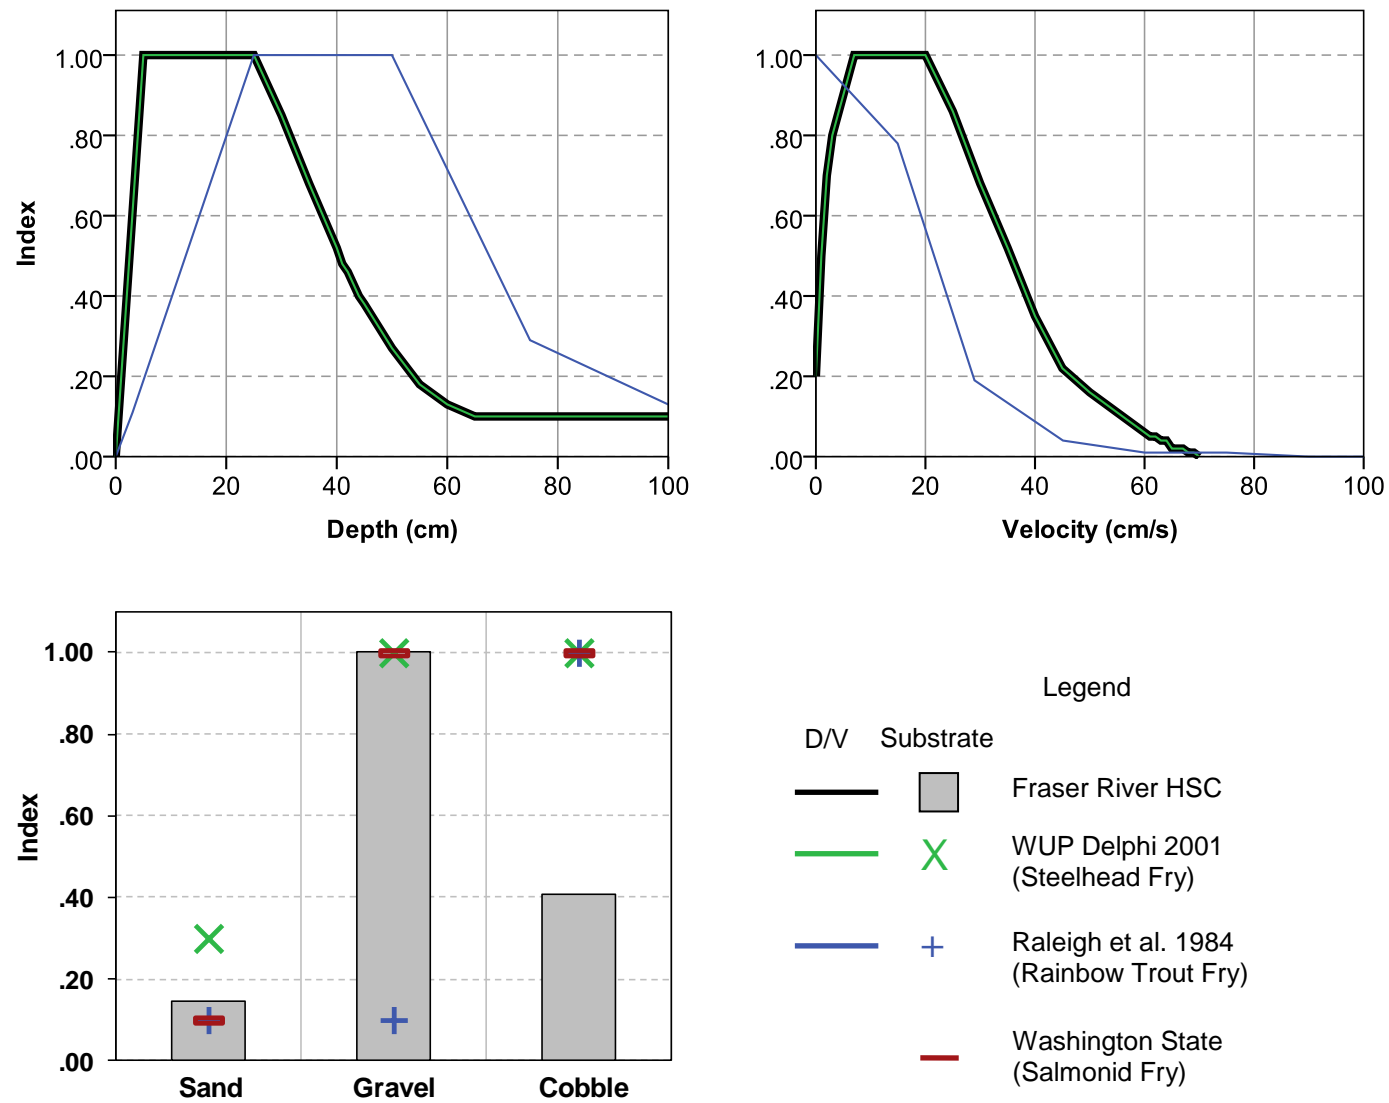 1.00
.80
.60
.40
.20
.00
Index
0 20 40 60 80 100
Depth (cm)
1.00
.80
.60
.40
.20
.00
0 20 40 60 80 100
Velocity (cm/s)
1.00
.80
.60
.40
.20
.00
Index
Sand Gravel Cobble
Legend
D/V Substrate
Fraser River HSC
WUP Delphi 2001
(Steelhead Fry)
Raleigh et al. 1984
(Rainbow Trout Fry)
Washington State
(Salmonid Fry)